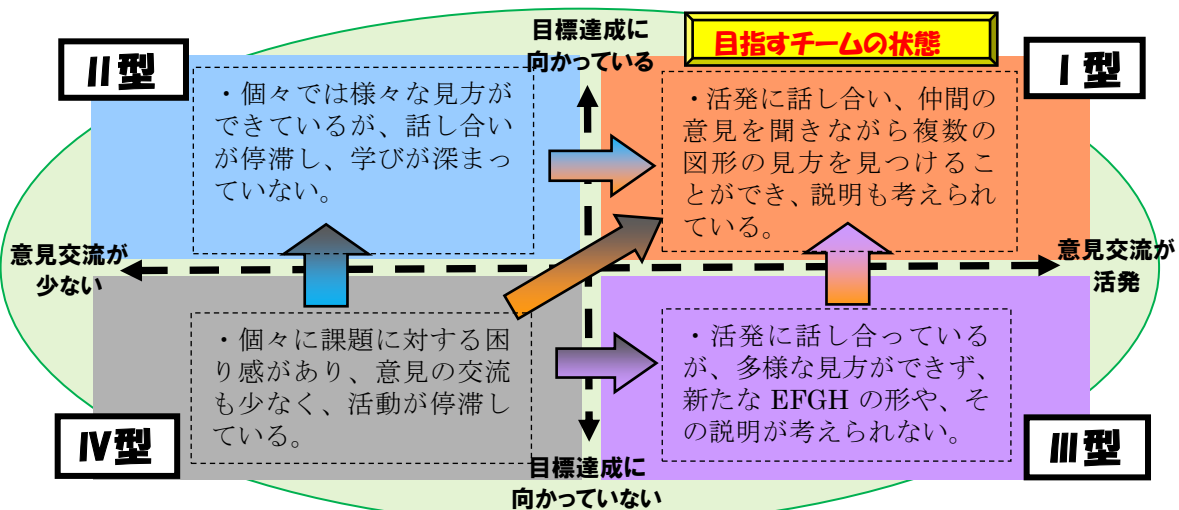 目標達成に
向かっている
目指すチームの状態
Ⅱ型
Ⅰ型
・個々では様々な見方が
できているが、話し合い
が停滞し、学びが深まっ
ていない。
・活発に話し合い、仲間の
意見を聞きながら複数の
図形の見方を見つけるこ
とができ、説明も考えられ
ている。
意見交流が
少ない
意見交流が
活発
・個々に課題に対する困
り感があり、意見の交流
も少なく、活動が停滞し
ている。
・活発に話し合っている
が、多様な見方ができず、
新たな EFGH の形や、そ
の説明が考えられない。
Ⅳ型
Ⅲ型
目標達成に
向かっていない